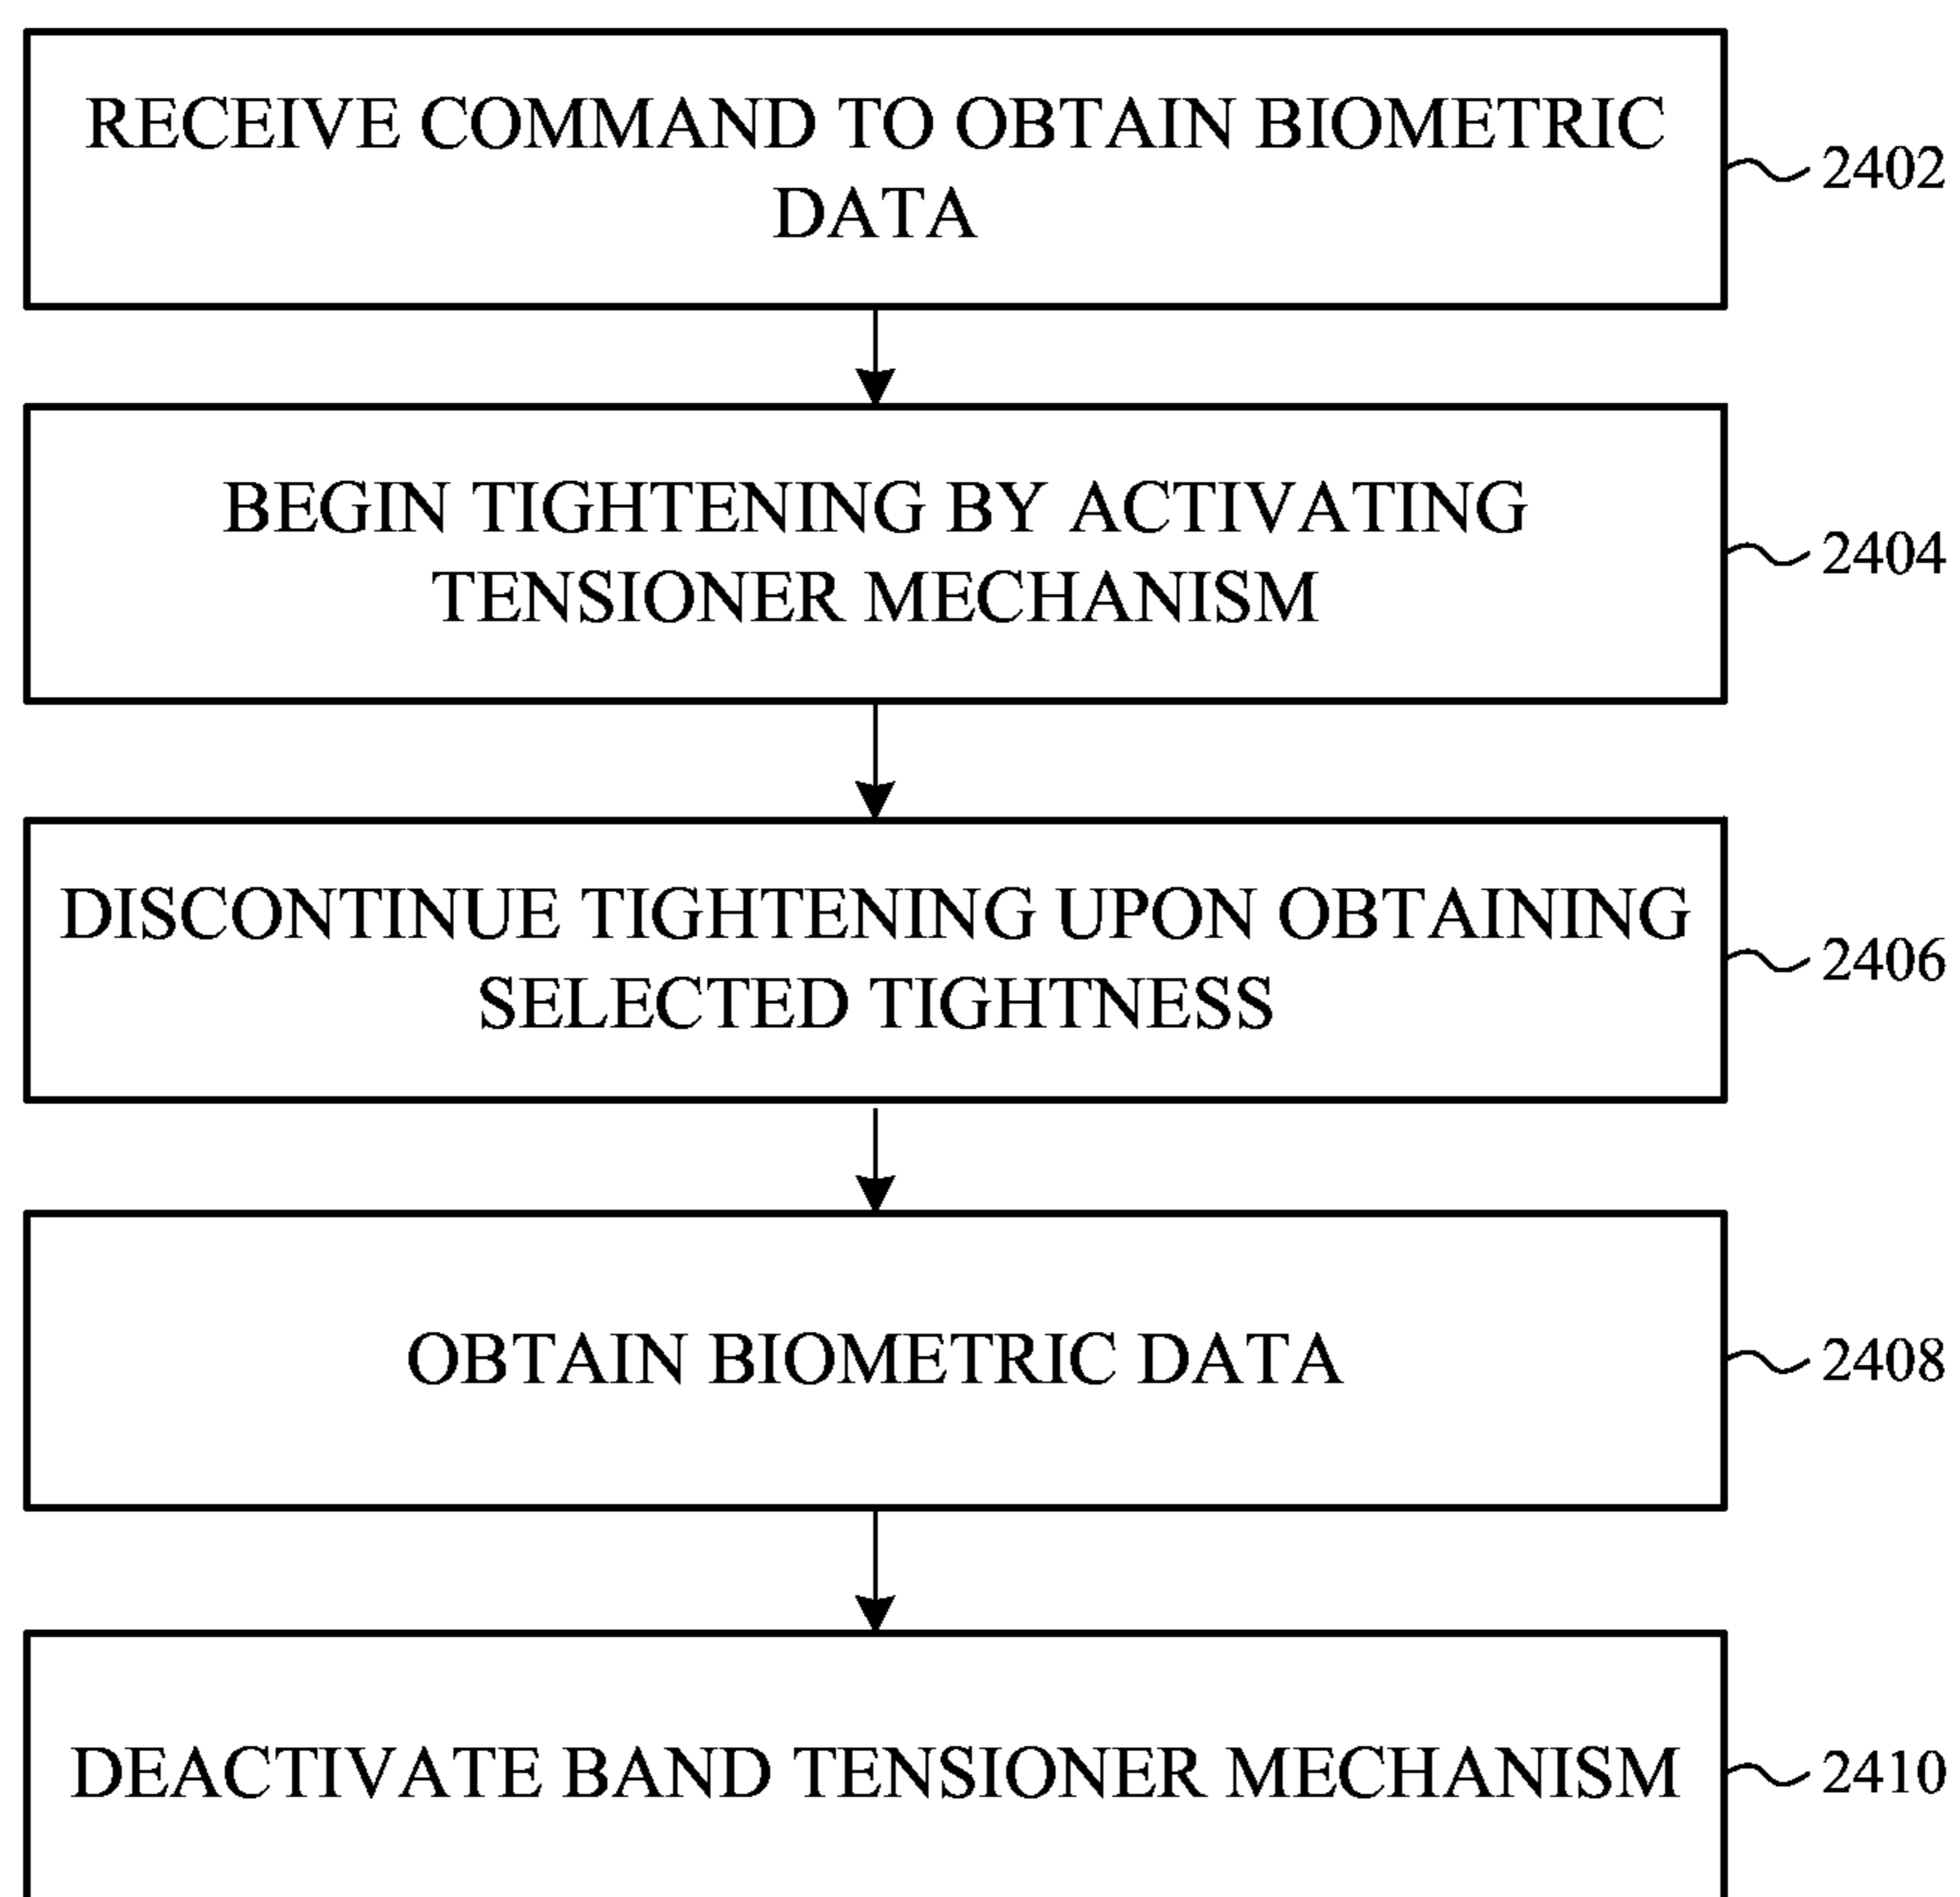 RECEIVE COMMAND TO OBTAIN BIOMETRIC
DATA
2402
BEGIN TIGHTENING BY ACTIVATING
TENSIONER MECHANISM
2404
DISCONTINUE TIGHTENING UPON OBTAINING
SELECTED TIGHTNESS
2406
OBTAIN BIOMETRIC DATA
2408
DEACTIVATE BAND TENSIONER MECHANISM
2410